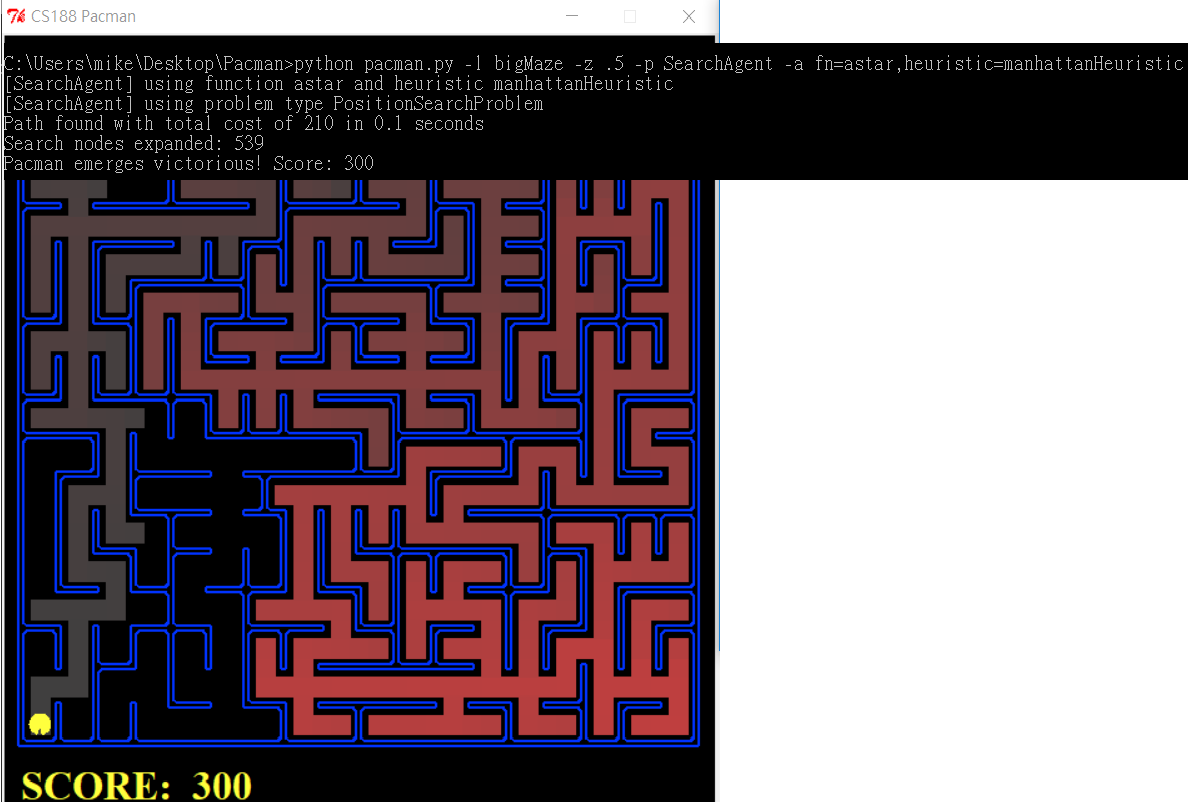 CS188 Pacman
C:\Users\mike\Desktop\Pacman>python pacman.py -l bigMaze -z .5 -p SearchAgent -a fn=astar,heuristic=manhattanHeuristic
[SearchAgent] using function astar and heuristic manhattanHeuristic
[SearchAgent] using problem type PositionSearchProblem
Path found with total cost of 210 in 0.1 seconds
Search nodes expanded: 539
Pacman emerges victorious! Score: 300
SCORE: 300